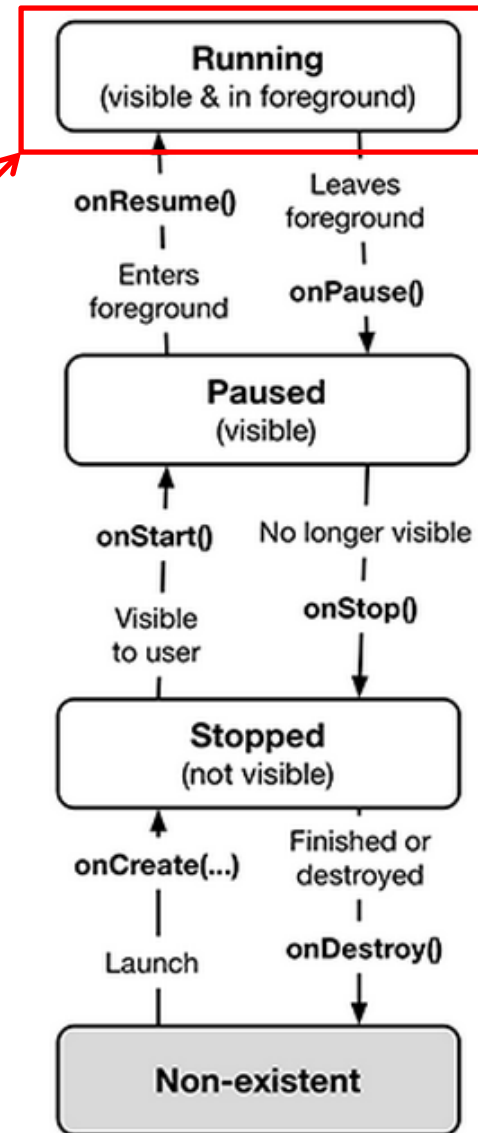 Running
(visible & in foreground)
onResume()
Enters
foreground
Leaves
foreground
onPause()
Paused
(visible)
onStart()
Visible
to user
No longer visible
onStop()
Stopped
(not visible)
onCreate(...)
Launch
Finished or
destroyed
onDestroy()
Non-existent